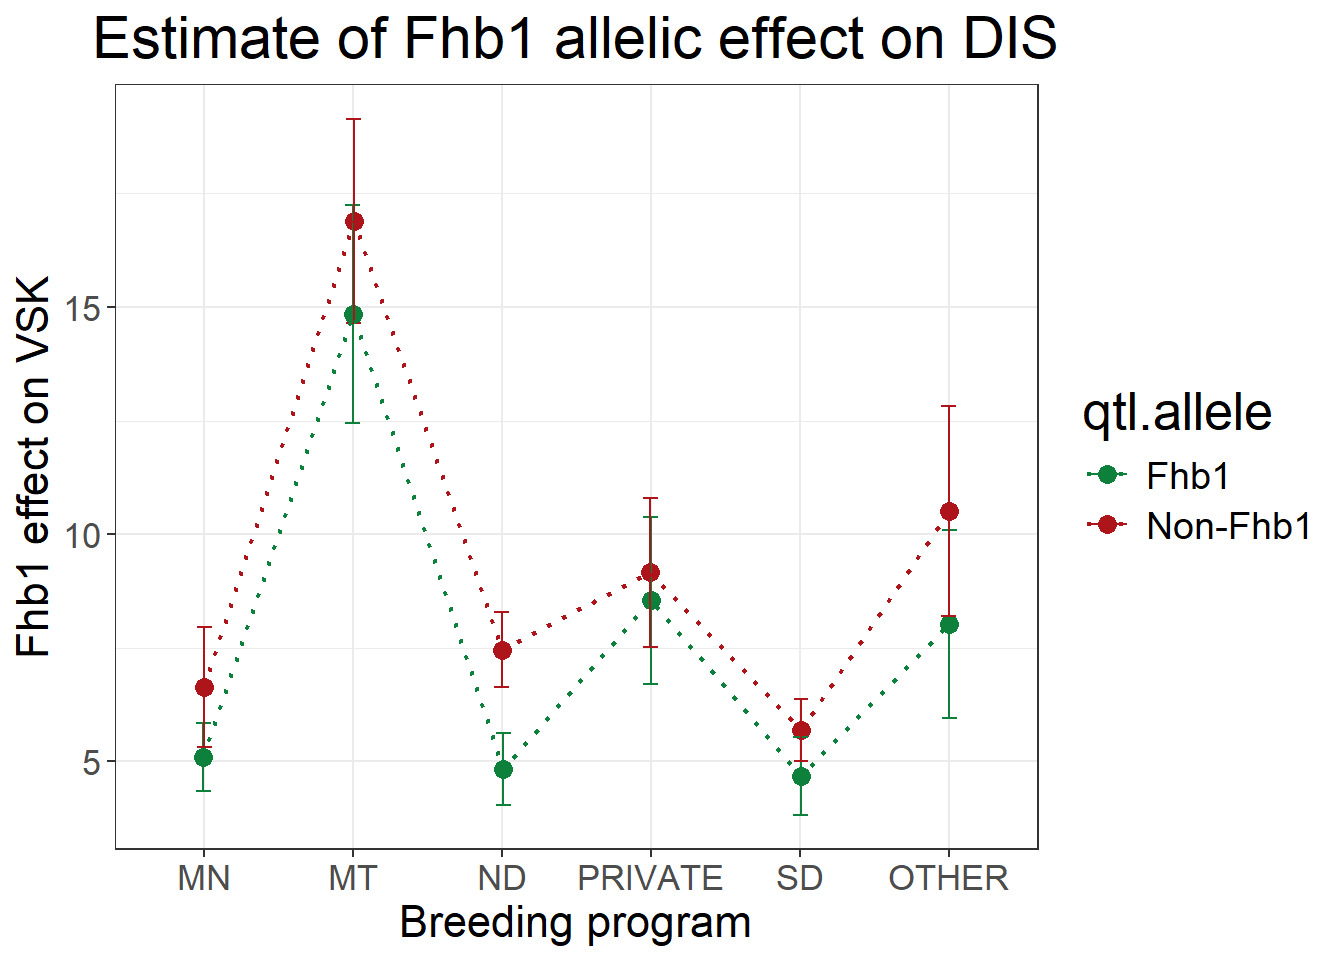 Estimate of Fhb1 allelic effect on DIS
Fhb1 effect on VSK
15
10
5
MN MT ND PRIVATE SD OTHER
Breeding program
qtl.allele
Fhb1
Non-Fhb1